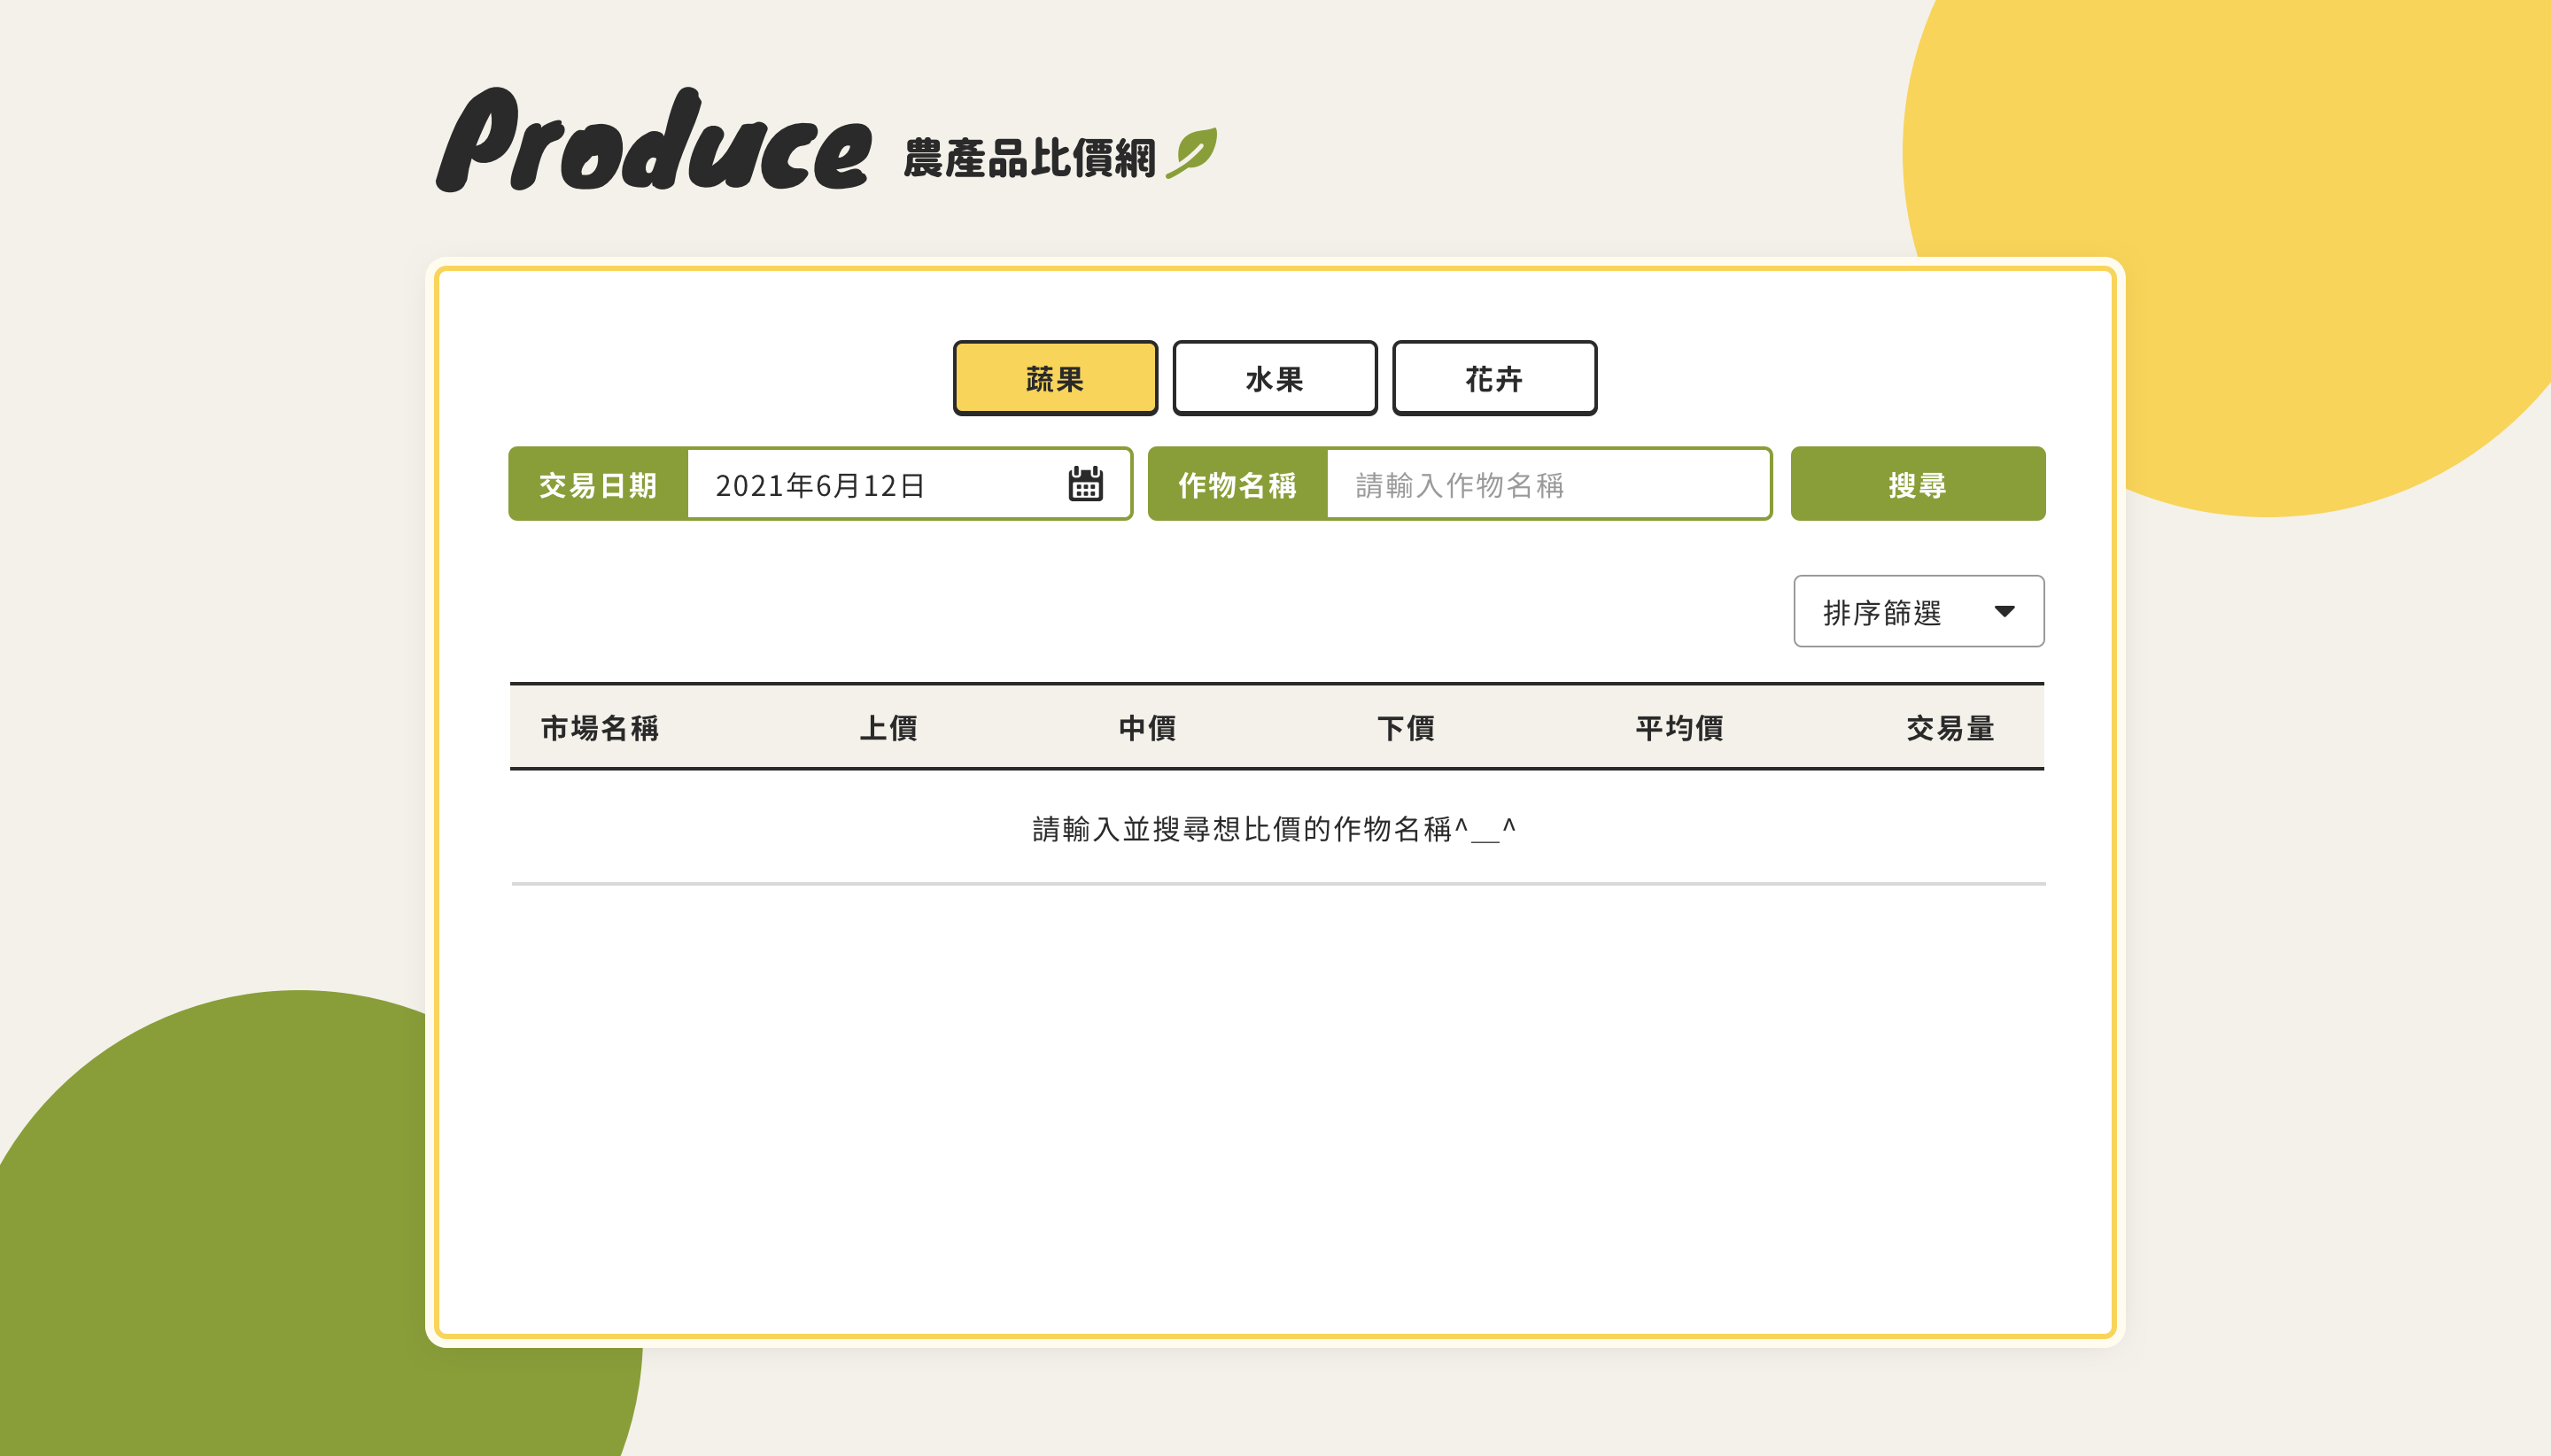 Produce 農產品比價網
蔬果 水果 花卉
交易日期 2021年6月12日 作物名稱 請輸入作物名稱 搜尋
排序篩選
市場名稱 上價 中價 下價 平均價 交易量
請輸入並搜尋想比價的作物名稱^__^